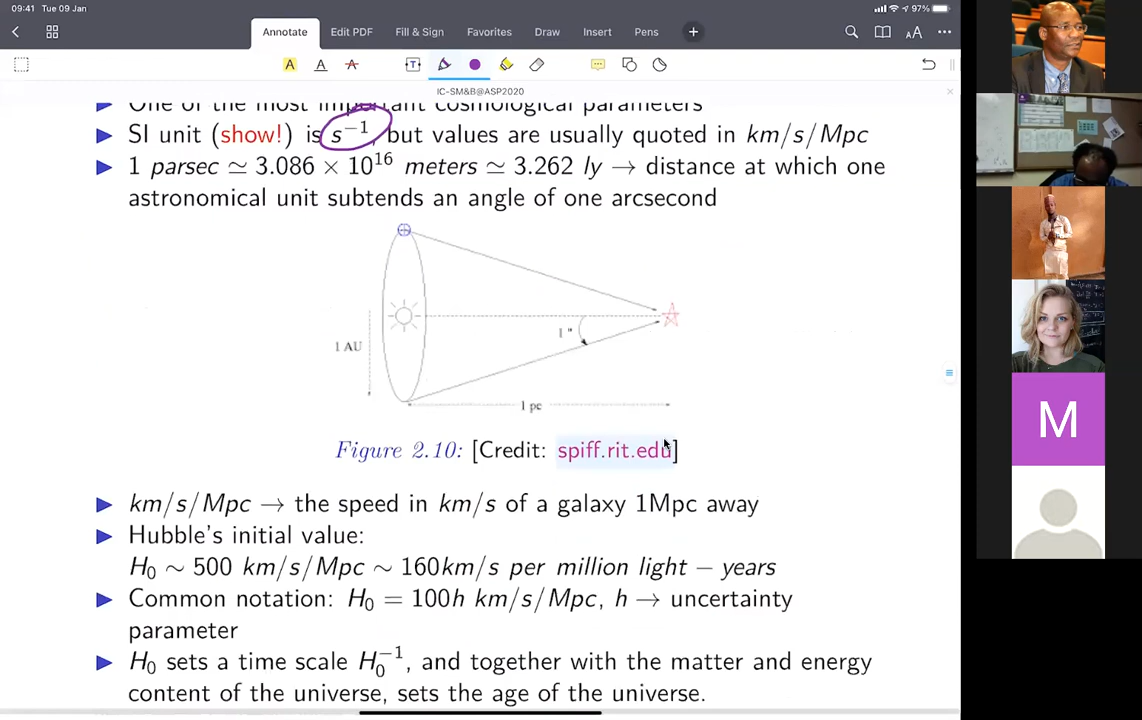 09:41 Tue 09 Jan
97%
Annotate Edit PDF Fill & Sign Favorites Draw Insert Pens
IC-SM&B@ASP2020
One of the most important cosmological parameters
SI unit (show!) is s⁻¹, but values are usually quoted in km/s/Mpc
1 parsec ≃ 3.086 × 10¹⁶ meters ≃ 3.262 ly → distance at which one
astronomical unit subtends an angle of one arcsecond
1 "
1 AU
1 pc
Figure 2.10: [Credit: spiff.rit.edu]
km/s/Mpc → the speed in km/s of a galaxy 1Mpc away
Hubble's initial value:
H₀ ∼ 500 km/s/Mpc ∼ 160km/s per million light − years
Common notation: H₀ = 100h km/s/Mpc, h → uncertainty
parameter
H₀ sets a time scale H₀⁻¹, and together with the matter and energy
content of the universe, sets the age of the universe.
M